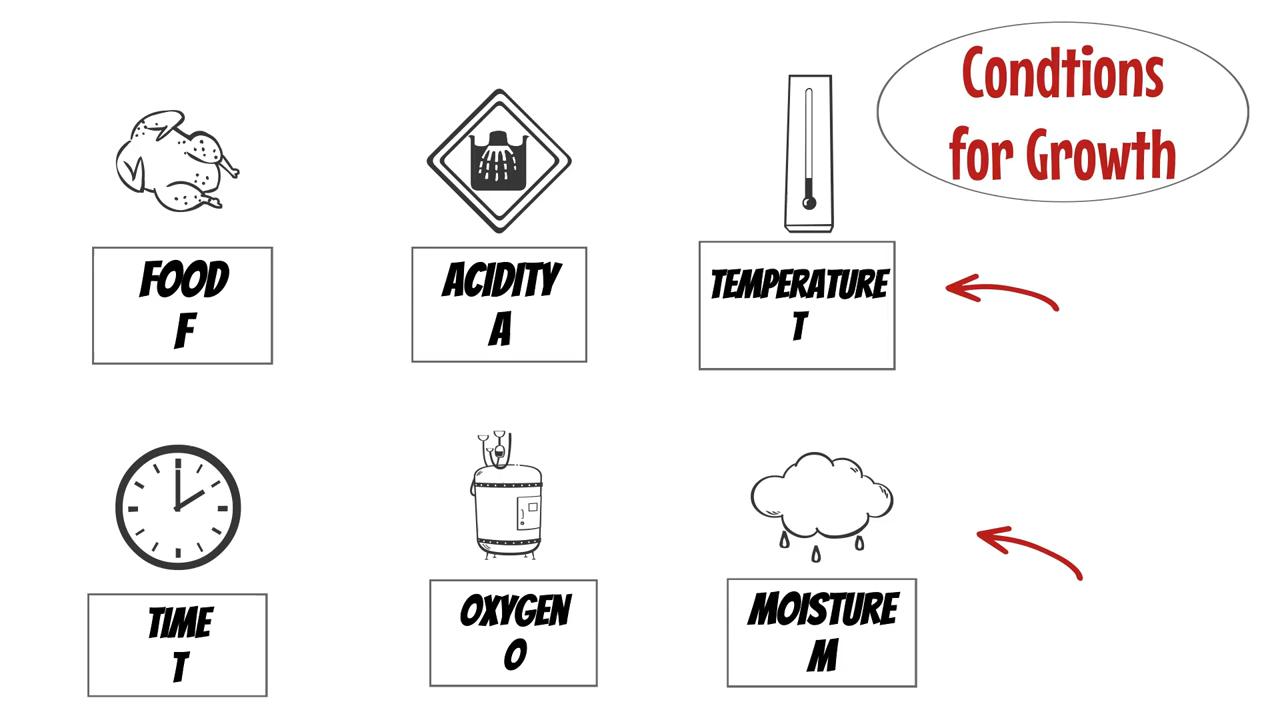 Condtions
for Growth
FOOD
F
ACIDITY
A
TEMPERATURE
T
TIME
T
OXYGEN
O
MOISTURE
M